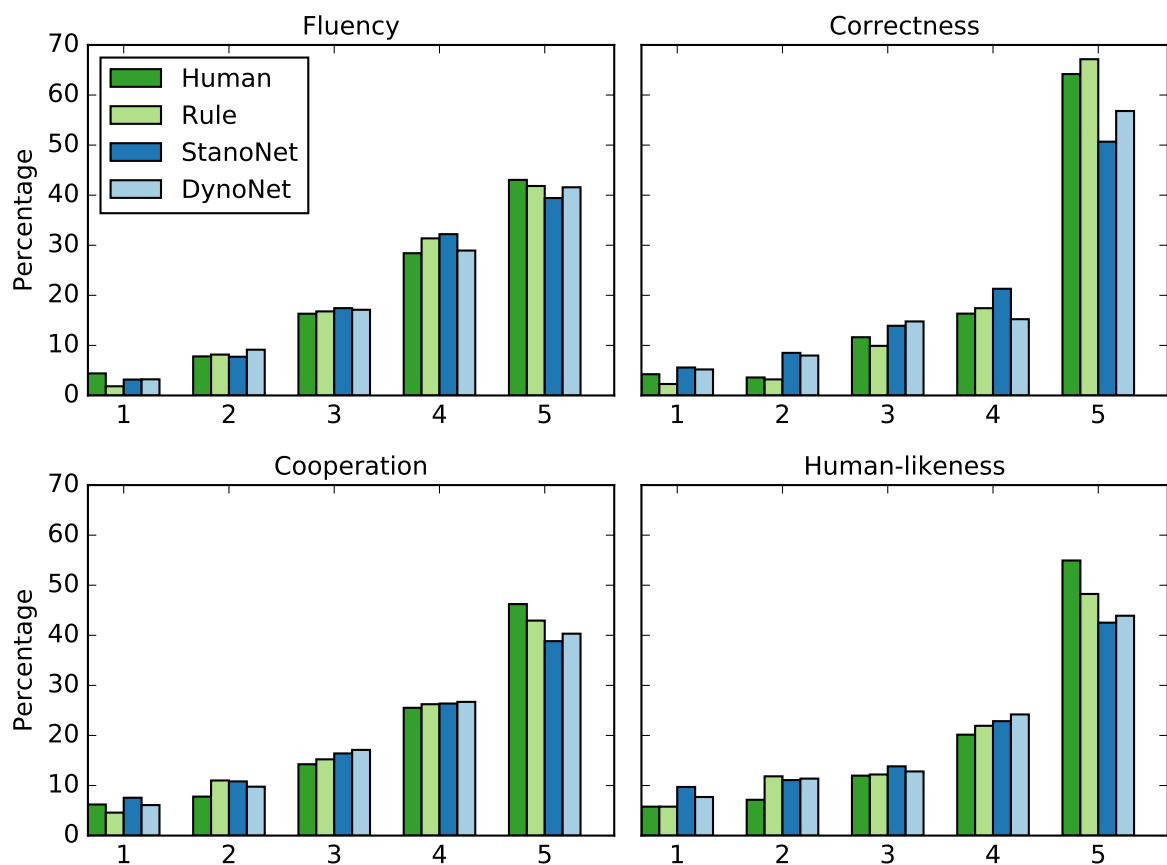 Fluency
70
60
50
40
30
20
10
0
Percentage
Human
Rule
StanoNet
DynoNet
1 2 3 4 5
Correctness
1 2 3 4 5
Cooperation
70
60
50
40
30
20
10
0
Percentage
1 2 3 4 5
Human-likeness
1 2 3 4 5